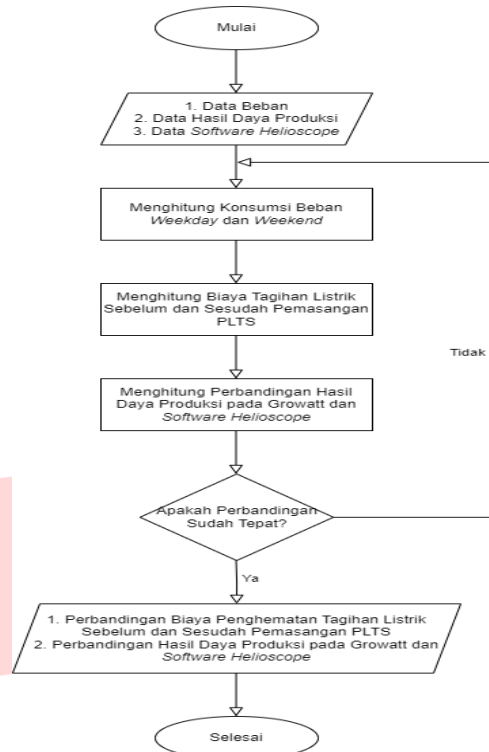 Mulai
1. Data Beban
2. Data Hasil Daya Produksi
3. Data Software Helioscope
Menghitung Konsumsi Beban
Weekday dan Weekend
Menghitung Biaya Tagihan Listrik
Sebelum dan Sesudah Pemasangan
PLTS
Tidak
Menghitung Perbandingan Hasil
Daya Produksi pada Growatt dan
Software Helioscope
Apakah Perbandingan
Sudah Tepat?
Ya
1. Perbandingan Biaya Penghematan Tagihan Listrik
Sebelum dan Sesudah Pemasangan PLTS
2. Perbandingan Hasil Daya Produksi pada Growatt dan
Software Helioscope
Selesai